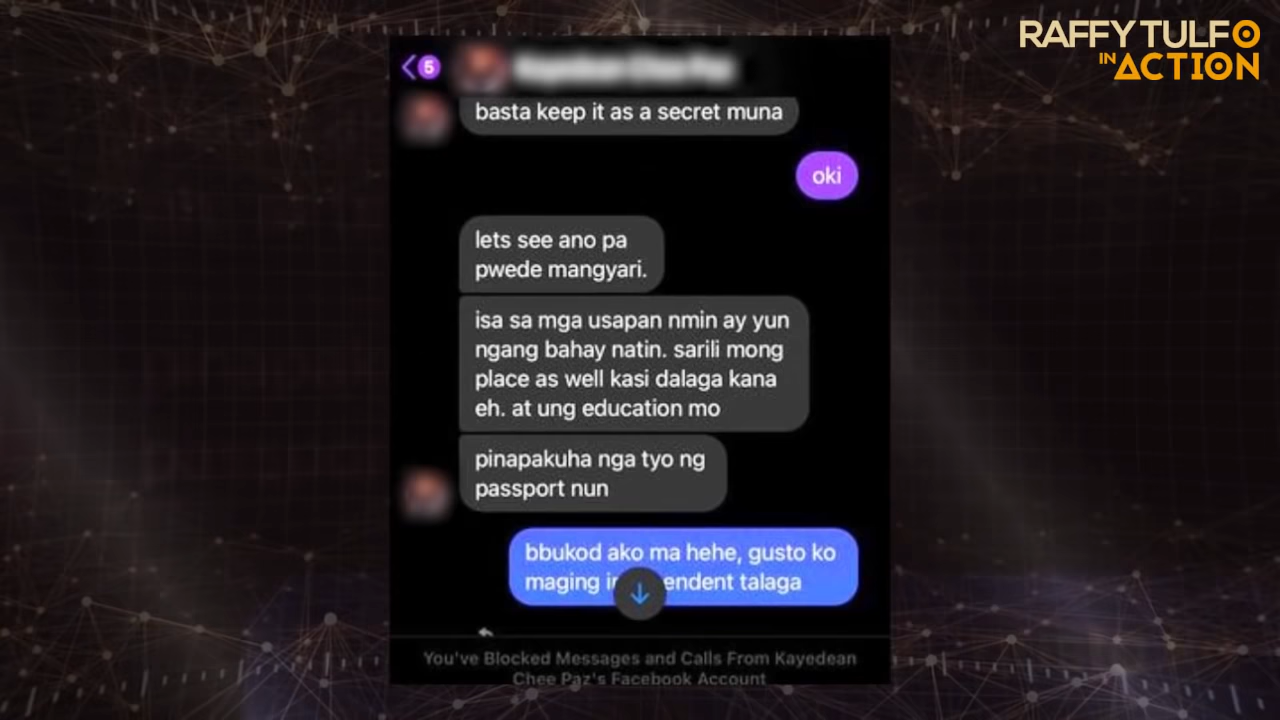 RAFFY TULFO
IN ACTION
5
basta keep it as a secret muna
oki
lets see ano pa
pwede mangyari.
isa sa mga usapan nmin ay yun
ngang bahay natin. sarili mong
place as well kasi dalaga kana
eh. at ung education mo
pinapakuha nga tyo ng
passport nun
bbukod ako ma hehe, gusto ko
maging talaga
You've Blocked Messages and Calls From Kayedean
Chee Paz's Facebook Account